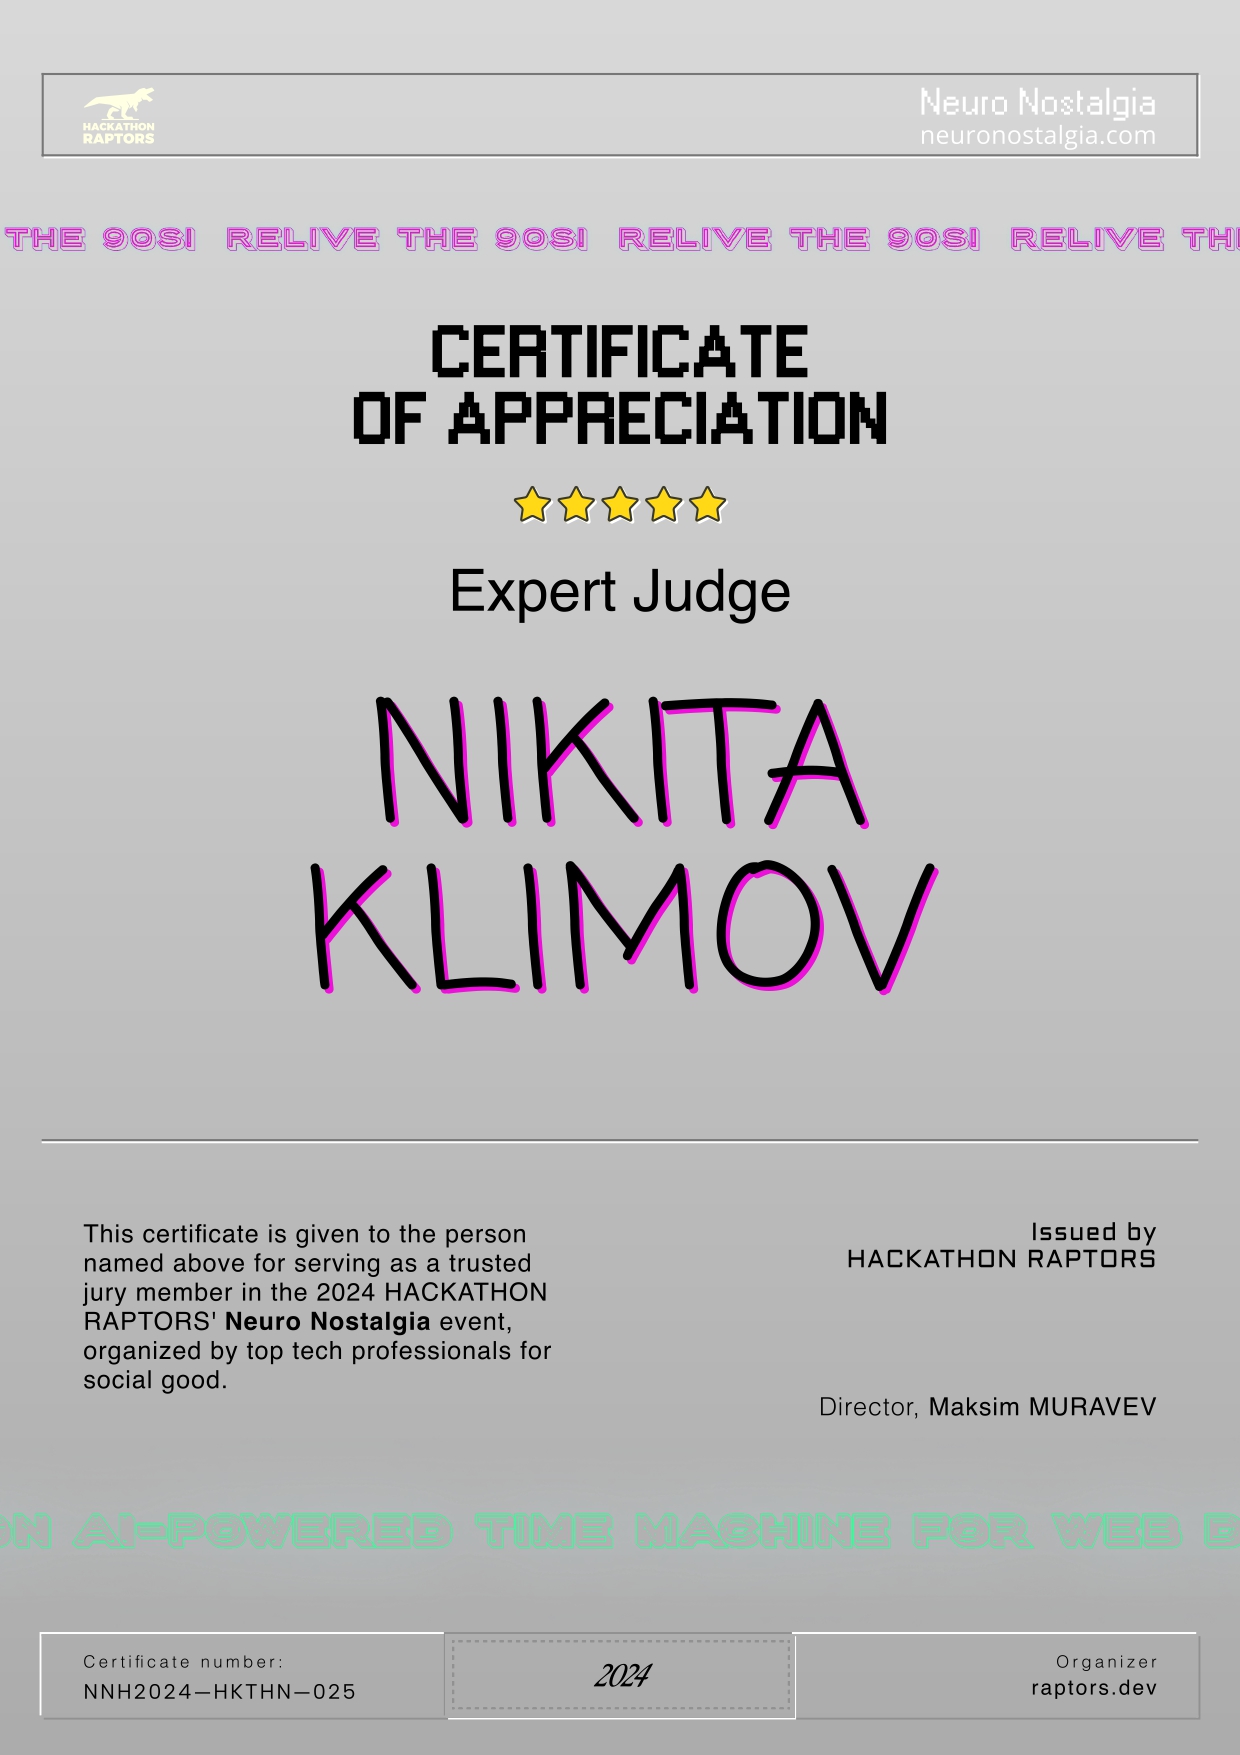 HACKATHON
RAPTORS
Neuro Nostalgia
neuronostalgia.com
THE 90S! RELIVE THE 90S! RELIVE THE 90S! RELIVE
CERTIFICATE
OF APPRECIATION
Expert Judge
NIKITA
KLIMOV
This certificate is given to the person
named above for serving as a trusted
jury member in the 2024 HACKATHON
RAPTORS' Neuro Nostalgia event,
organized by top tech professionals for
social good.
Issued by
HACKATHON RAPTORS
Director, Maksim MURAVEV
AI-POWERED TIME MACHINE FOR WEB
Certificate number:
NNH2024—HKTHN—025
2024
Organizer
raptors.dev